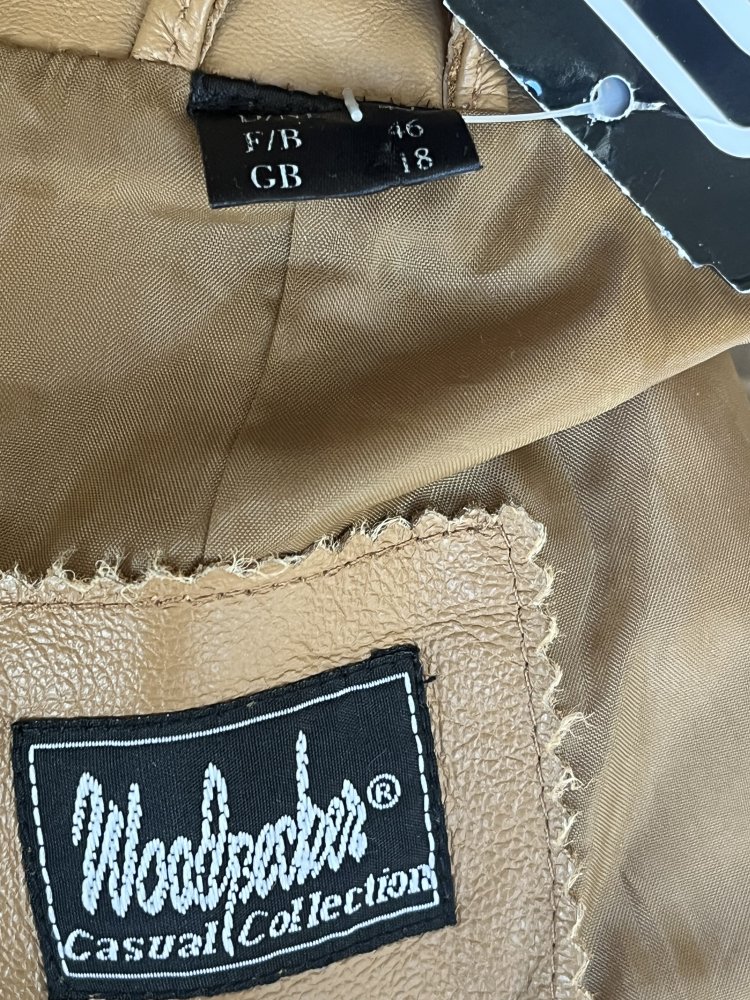 F/B 46
GB 18
Woodpecker®
Casual Collection